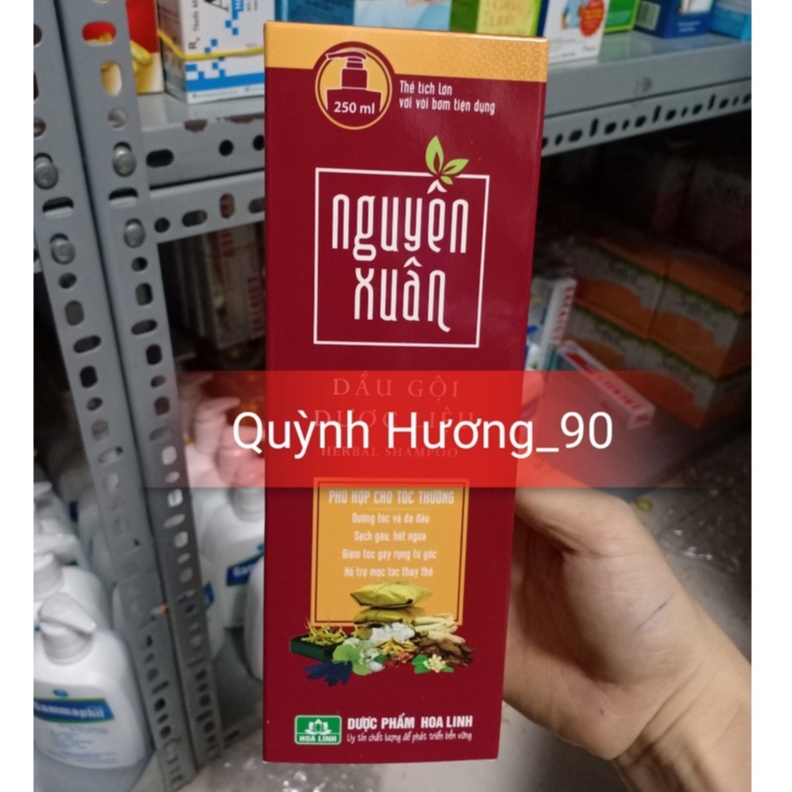 250 ml
Thể tích lớn
với vòi bơm tiện dụng
nguyên
xuân
DẦU GỘI
DƯỢC LIỆU
Quỳnh Hương_90
HERBAL SHAMPOO
PHÙ HỢP CHO TÓC THƯỜNG
Dưỡng tóc và da đầu
Sạch gàu, hết ngứa
Giảm tóc gãy rụng từ gốc
Hỗ trợ mọc tóc thay thế
HOA LINH
DƯỢC PHẨM HOA LINH
Uy tín chất lượng để phát triển bền vững
Gammaphil